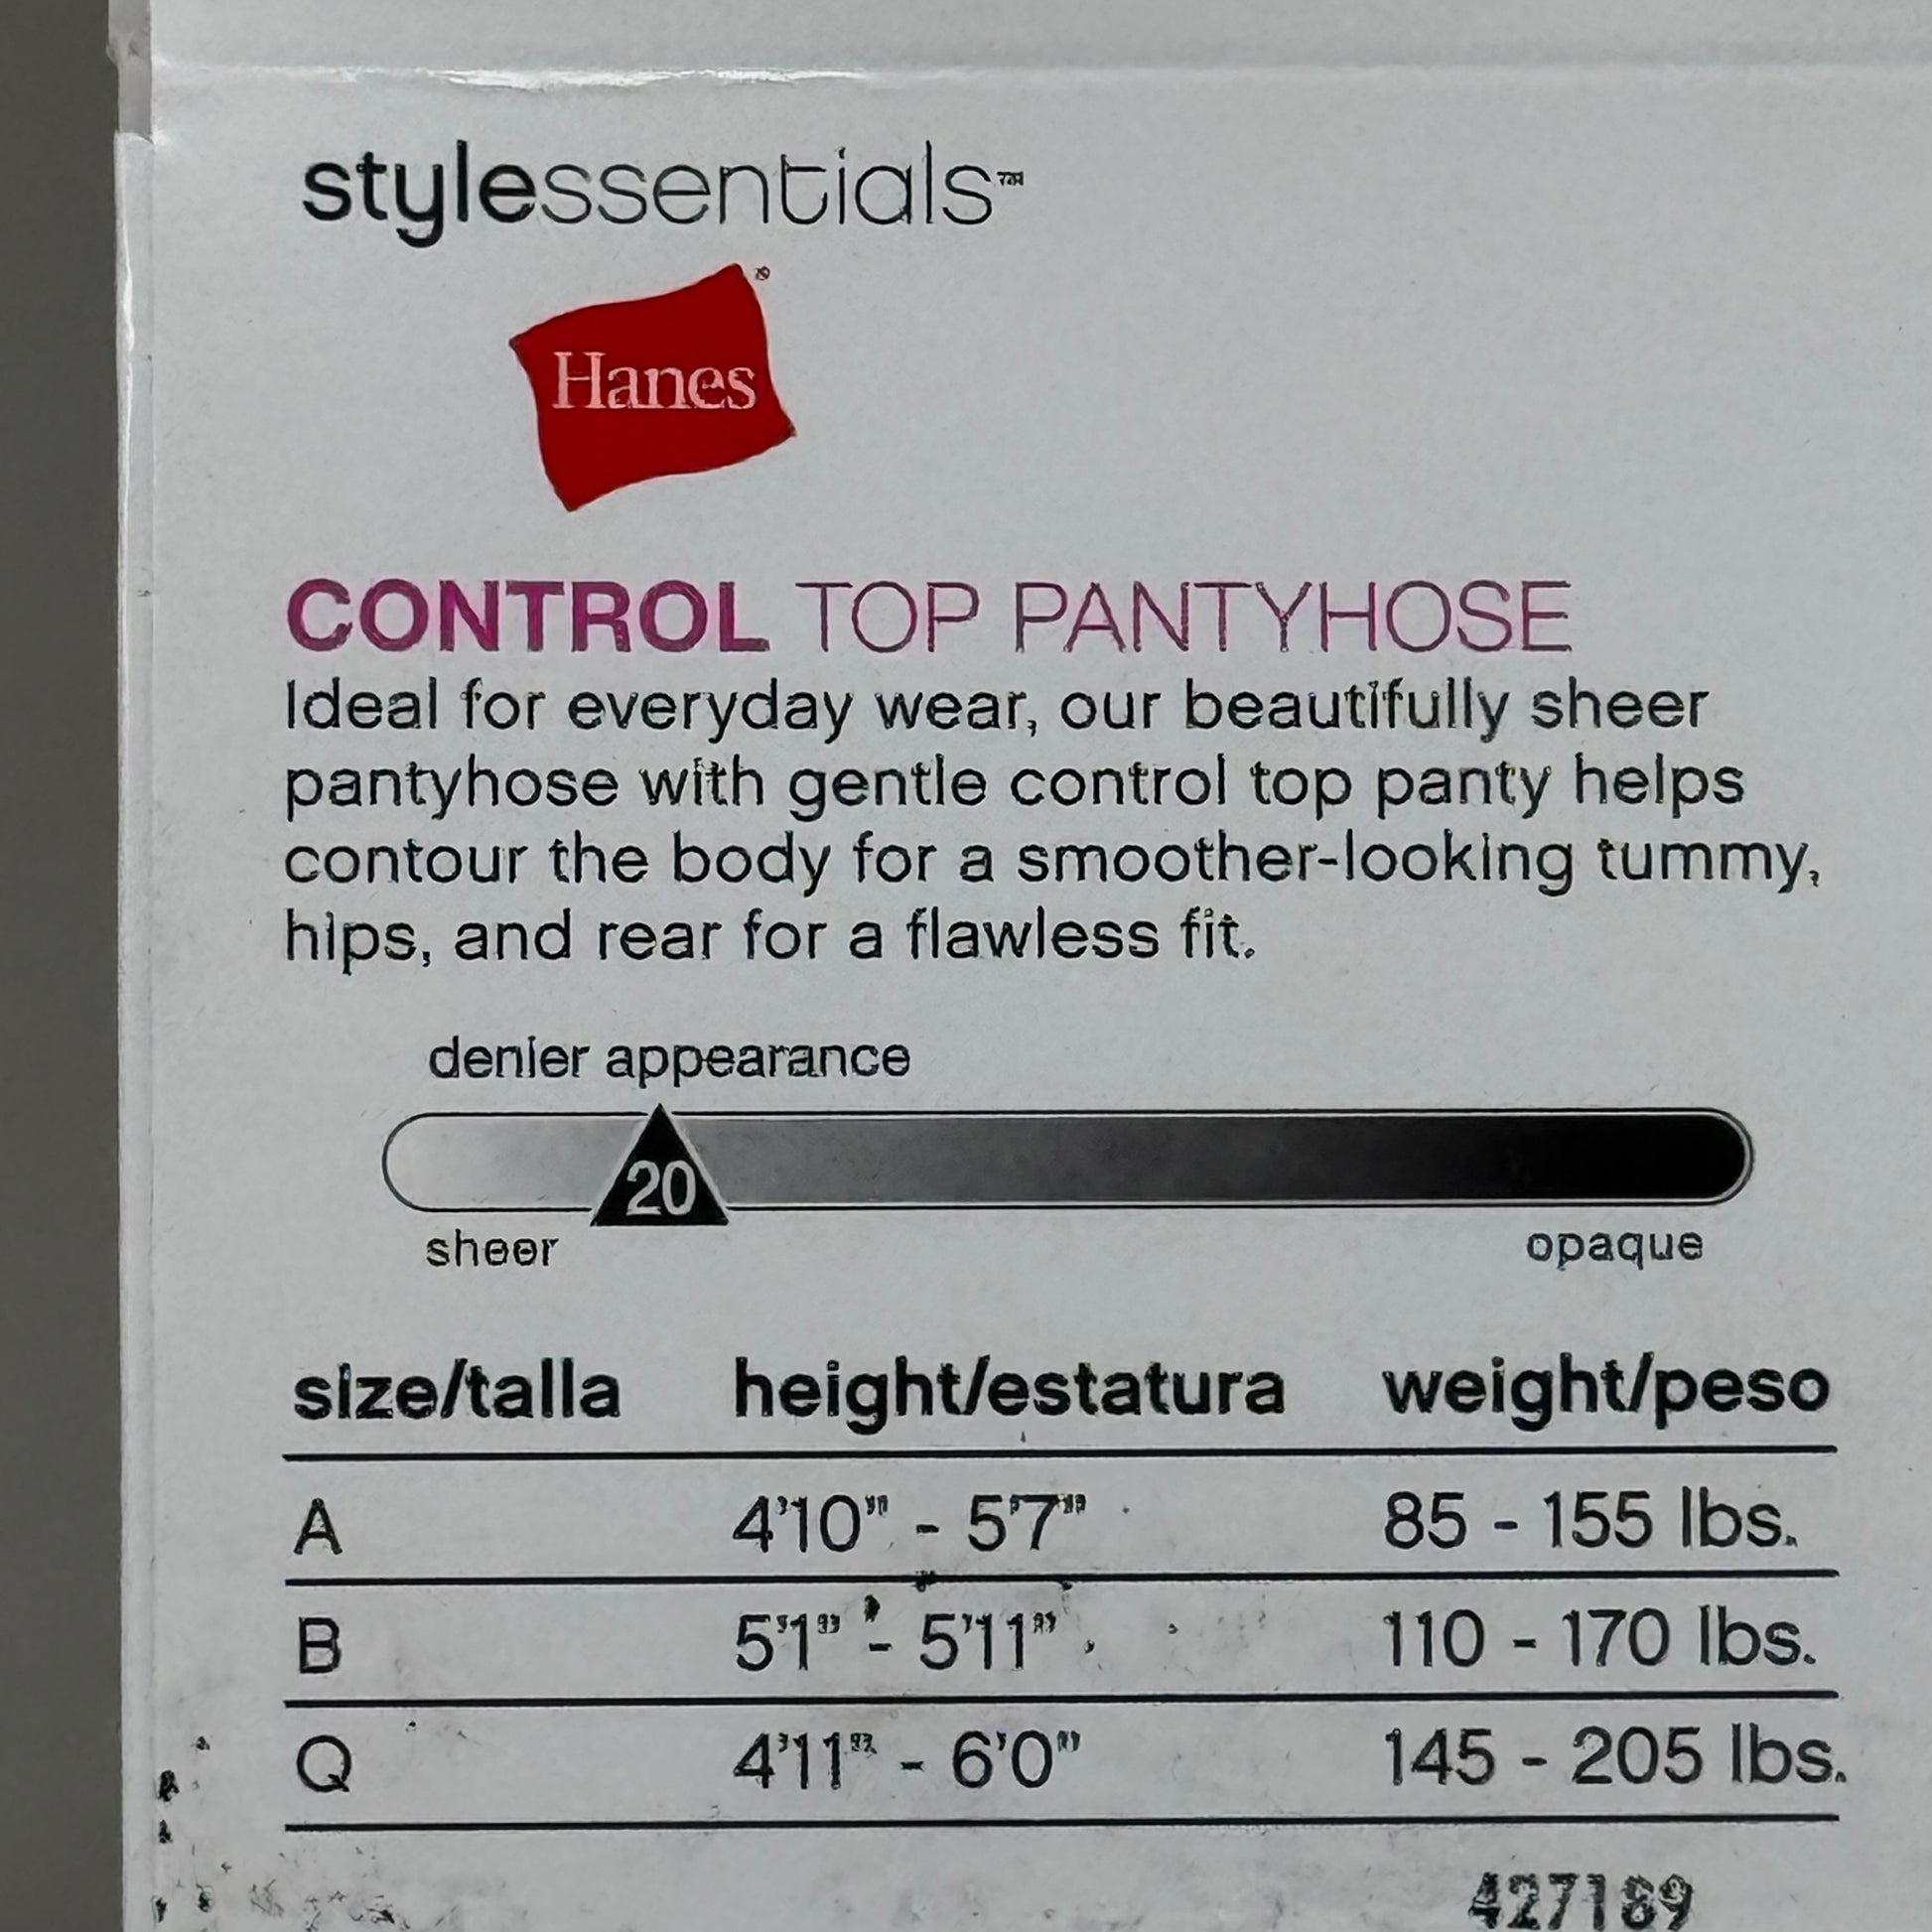 stylessentials™
Hanes®
CONTROL TOP PANTYHOSE
Ideal for everyday wear, our beautifully sheer
pantyhose with gentle control top panty helps
contour the body for a smoother-looking tummy,
hips, and rear for a flawless fit.
denier appearance
20
sheer opaque
size/talla height/estatura weight/peso
A 4'10" - 5'7" 85 - 155 lbs.
B 5'1" - 5'11" 110 - 170 lbs.
Q 4'11" - 6'0" 145 - 205 lbs.
427189